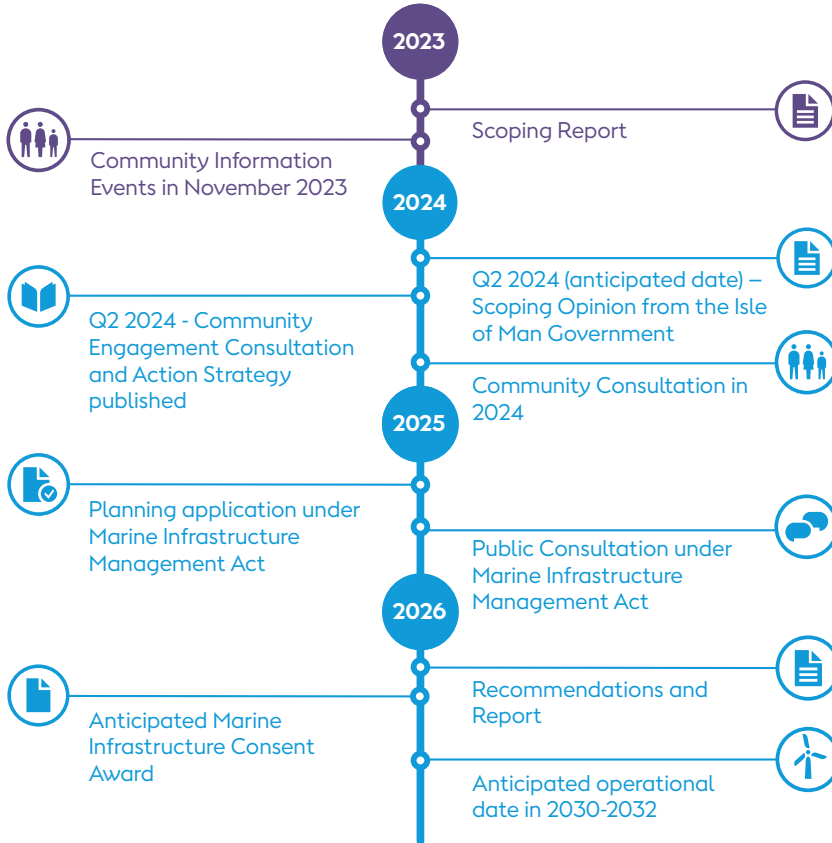 2023
Scoping Report
Community Information
Events in November 2023
2024
Q2 2024 (anticipated date) –
Scoping Opinion from the Isle
of Man Government
Q2 2024 - Community
Engagement Consultation
and Action Strategy
published
Community Consultation in
2024
2025
Planning application under
Marine Infrastructure
Management Act
Public Consultation under
Marine Infrastructure
Management Act
2026
Recommendations and
Report
Anticipated Marine
Infrastructure Consent
Award
Anticipated operational
date in 2030-2032